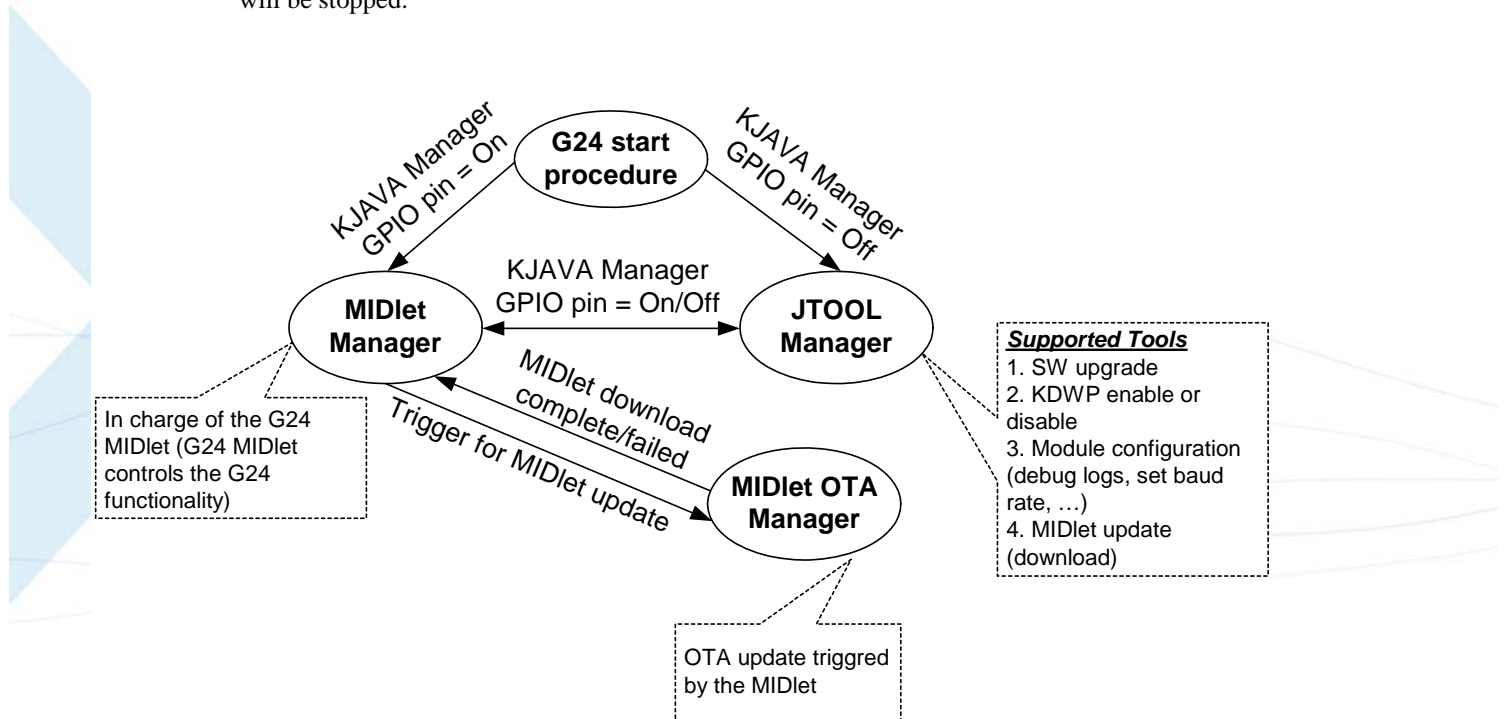 will be stopped.
KJAVA Manager
GPIO pin = On
G24 start
procedure
KJAVA Manager
GPIO pin = Off
MIDlet
Manager
KJAVA Manager
GPIO pin = On/Off
JTOOL
Manager
Supported Tools
1. SW upgrade
2. KDWP enable or
disable
3. Module configuration
(debug logs, set baud
rate, …)
4. MIDlet update
(download)
In charge of the G24
MIDlet (G24 MIDlet
controls the G24
functionality)
MIDlet download
complete/failed
Trigger for MIDlet update
MIDlet OTA
Manager
OTA update triggred
by the MIDlet